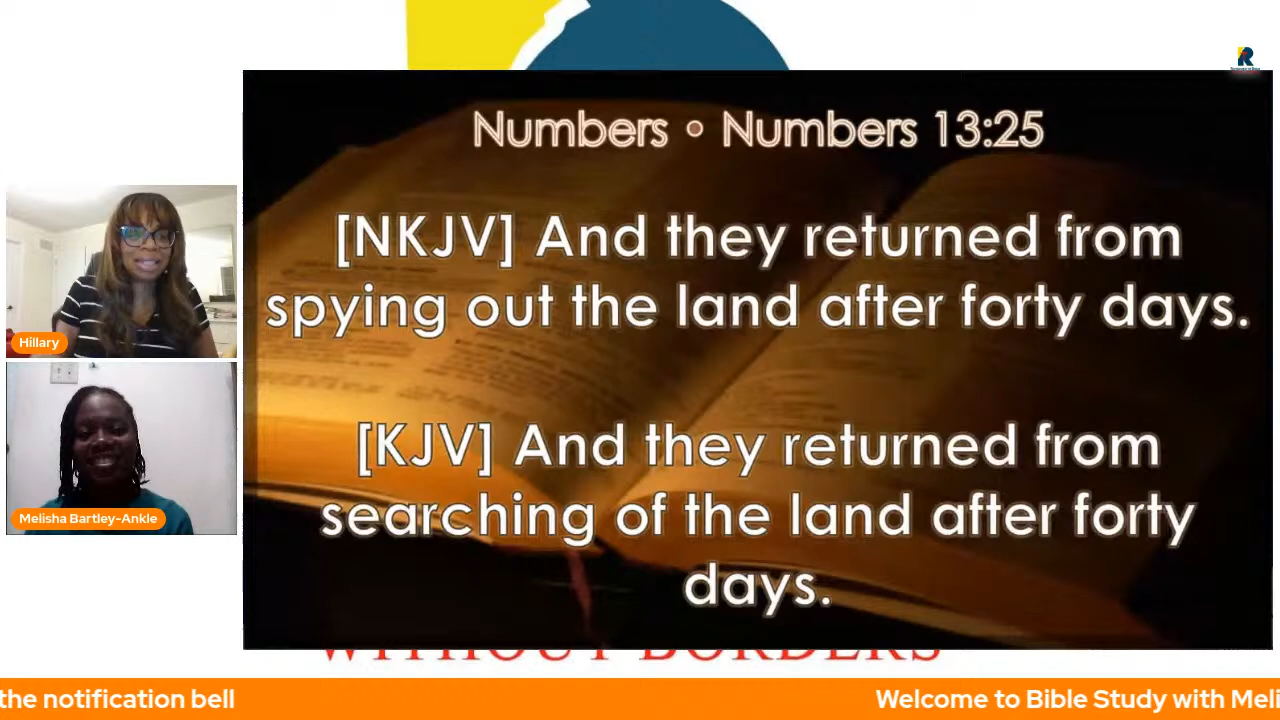 Numbers • Numbers 13:25
[NKJV] And they returned from
spying out the land after forty days.
[KJV] And they returned from
searching of the land after forty
days.
Hillary
Melisha Bartley-Ankle
WITHOUT BORDERS
the notification bell
Welcome to Bible Study with Meli